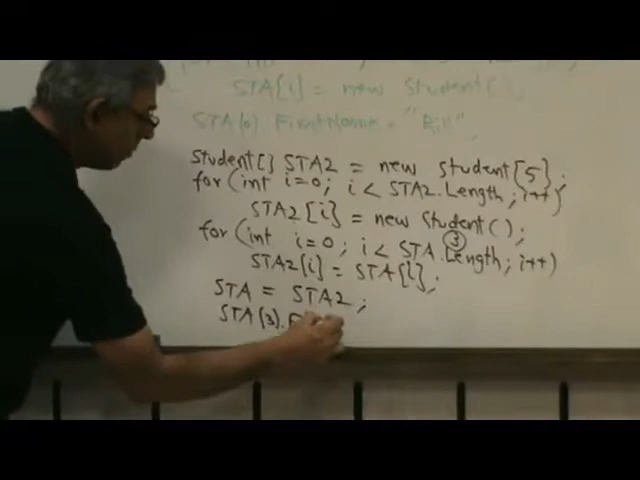 STA[i] = new Student();
STA(0).FirstName = "Bill",
Student[] STA2 = new Student[5];
for (int i=0; i < STA2.Length; i++)
STA2[i] = new Student();
for (int i=0; i < STA.Length; i++)
3
STA2[i] = STA[i];
STA = STA2;
STA(3).F